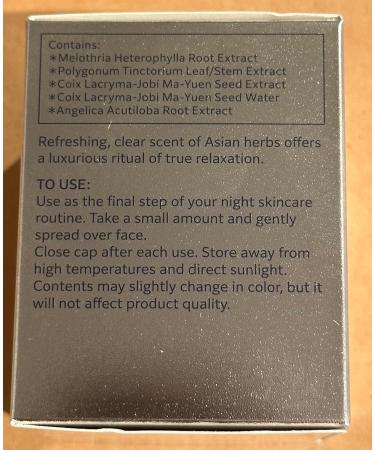 Contains:
*Melothria Heterophylla Root Extract
*Polygonum Tinctorium Leaf/Stem Extract
*Coix Lacryma-Jobi Ma-Yuen Seed Extract
*Coix Lacryma-Jobi Ma-Yuen Seed Water
*Angelica Acutiloba Root Extract
Refreshing, clear scent of Asian herbs offers
a luxurious ritual of true relaxation.
TO USE:
Use as the final step of your night skincare
routine. Take a small amount and gently
spread over face.
Close cap after each use. Store away from
high temperatures and direct sunlight.
Contents may slightly change in color, but it
will not affect product quality.